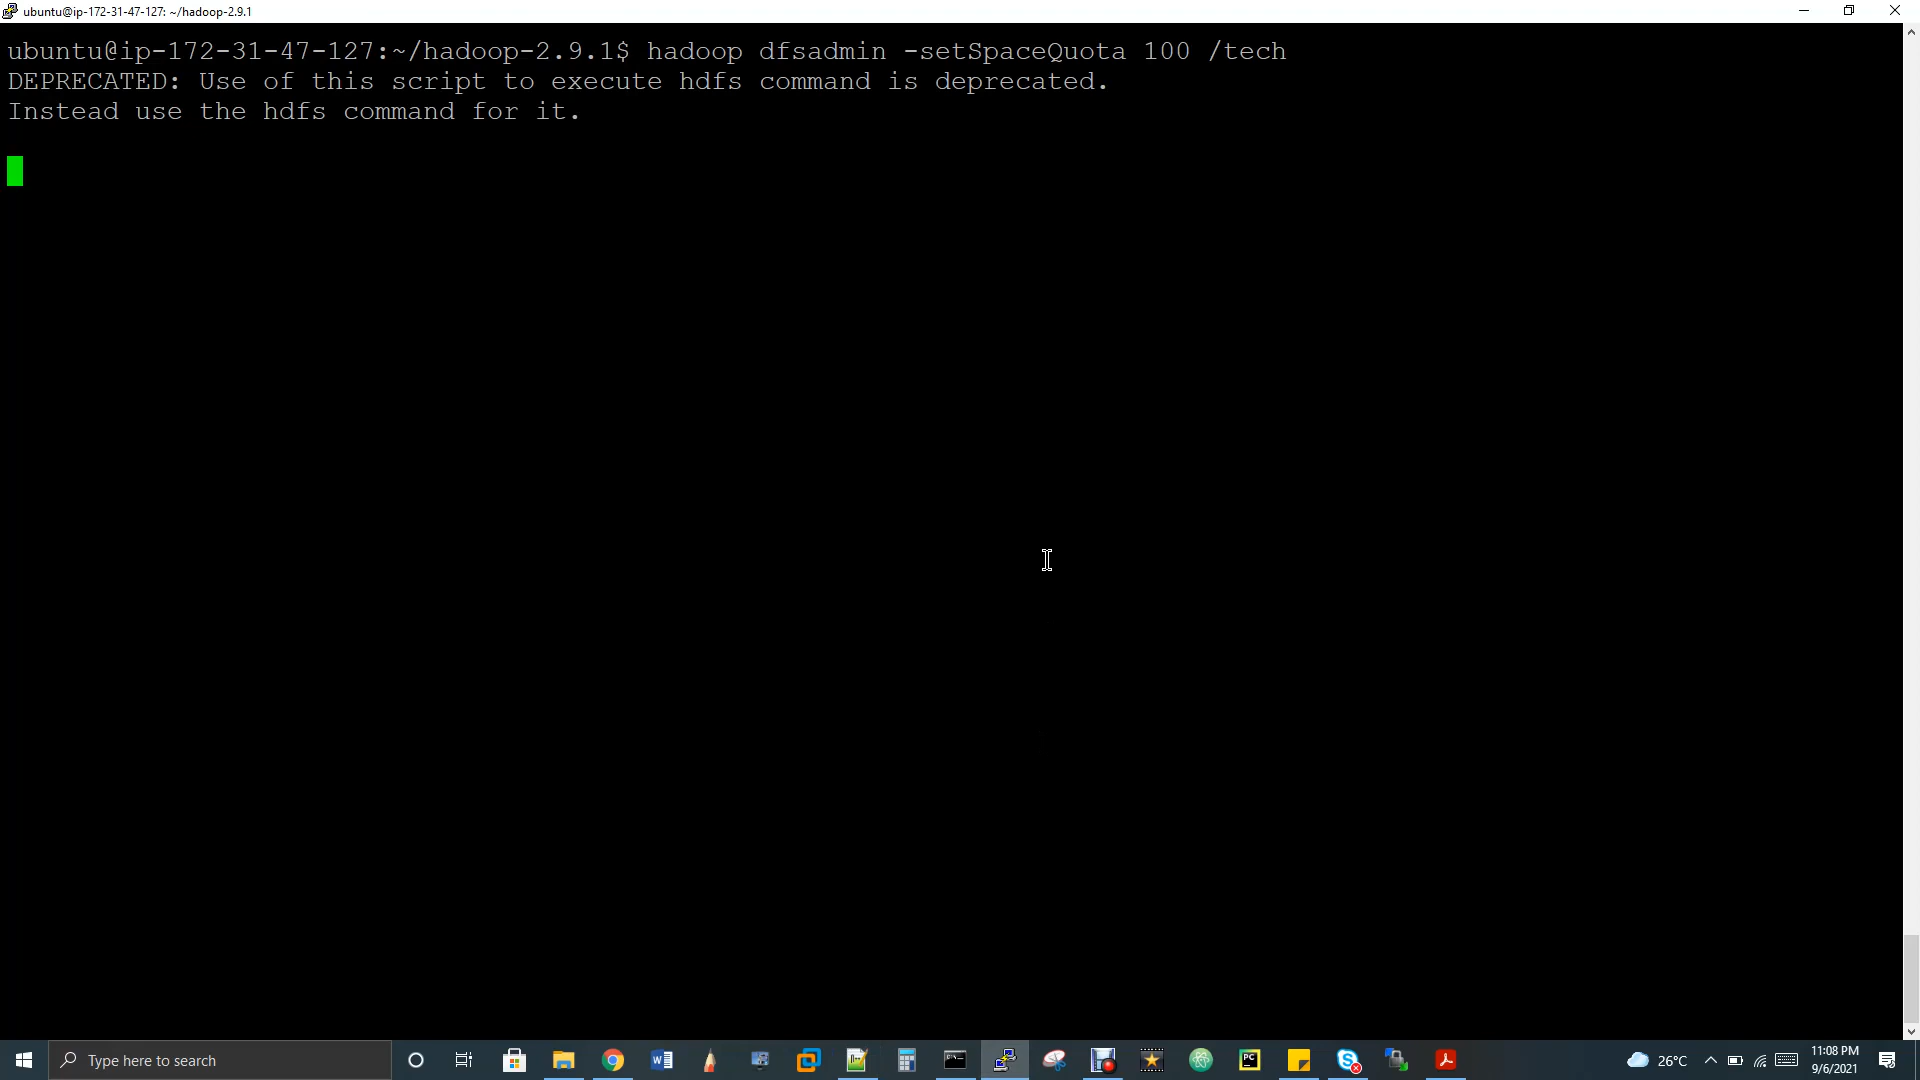 ubuntu@ip-172-31-47-127: ~/hadoop-2.9.1
ubuntu@ip-172-31-47-127:~/hadoop-2.9.1$ hadoop dfsadmin -setSpaceQuota 100 /tech
DEPRECATED: Use of this script to execute hdfs command is deprecated.
Instead use the hdfs command for it.
Type here to search
PC
26°C
11:08 PM
9/6/2021